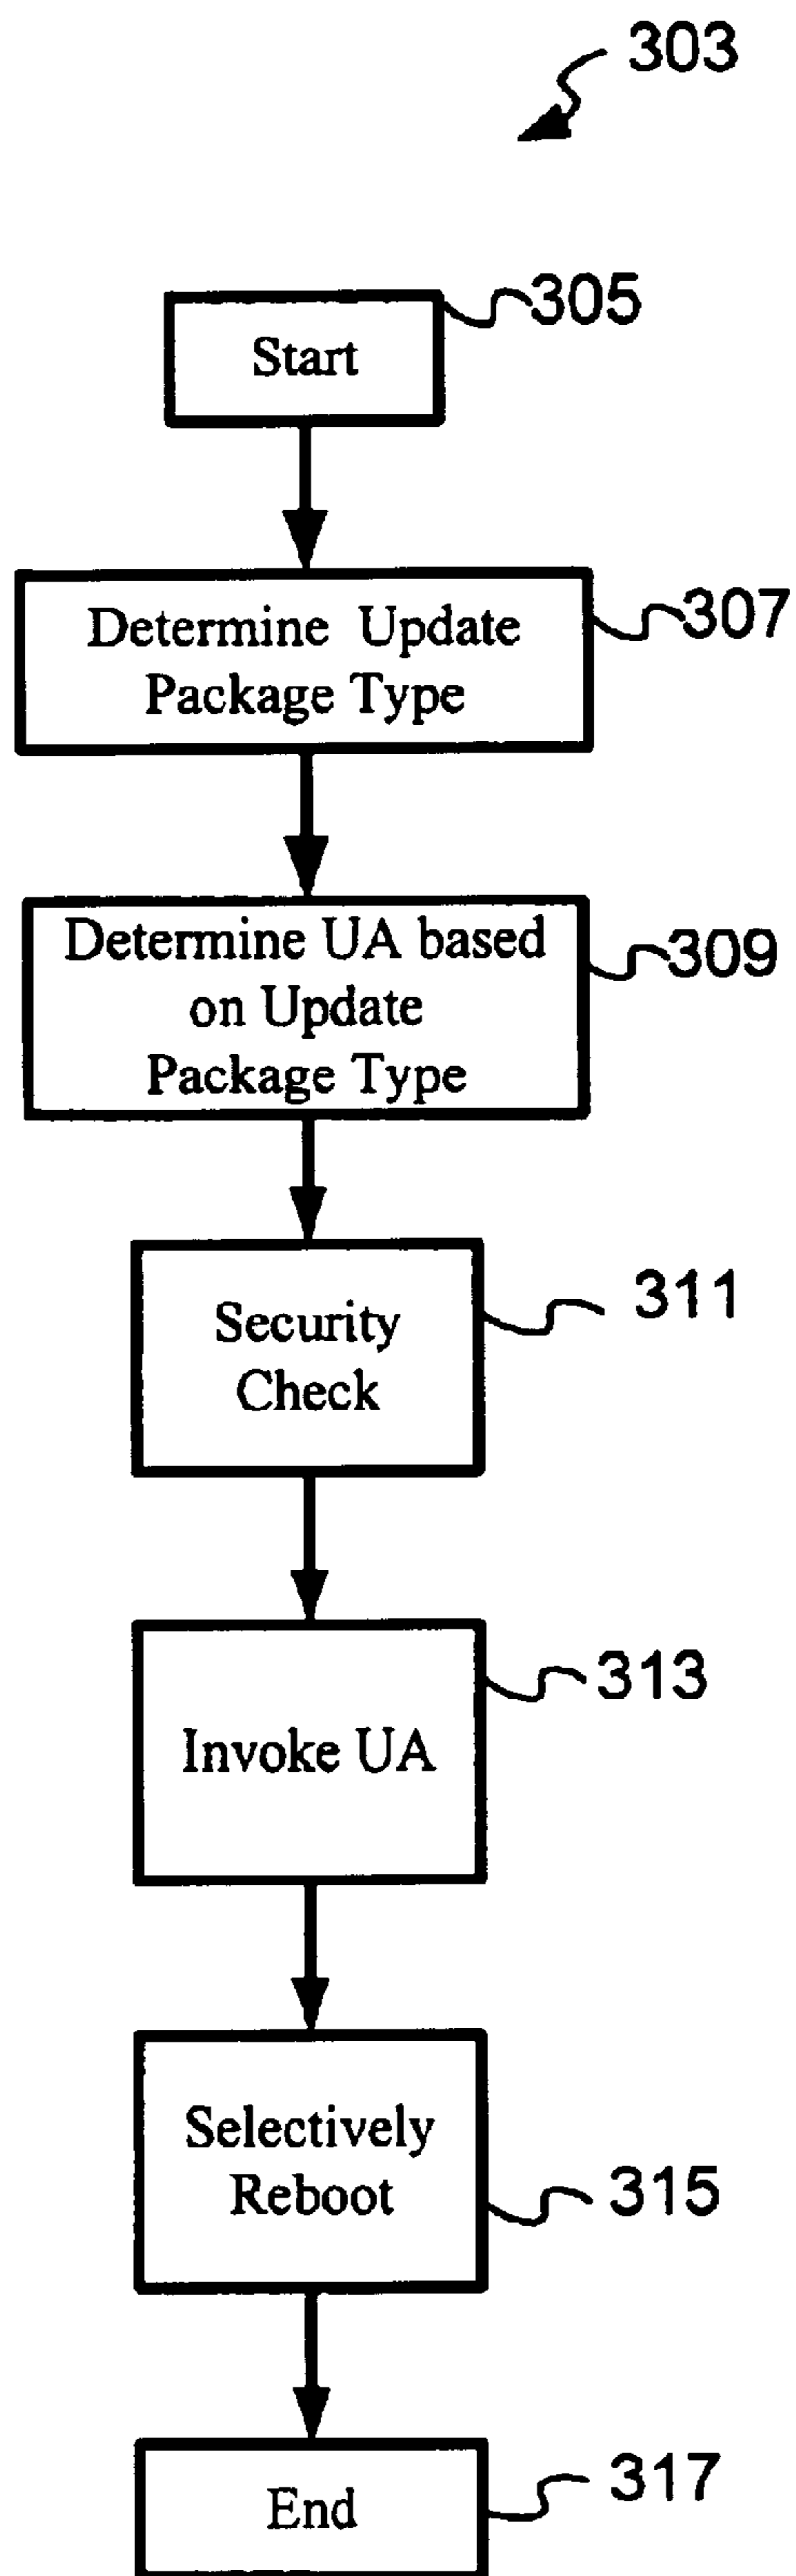 303
305
Start
307
Determine Update
Package Type
Determine UA based
309
on Update
Package Type
311
Security
Check
313
Invoke UA
Selectively
Reboot
315
317
End